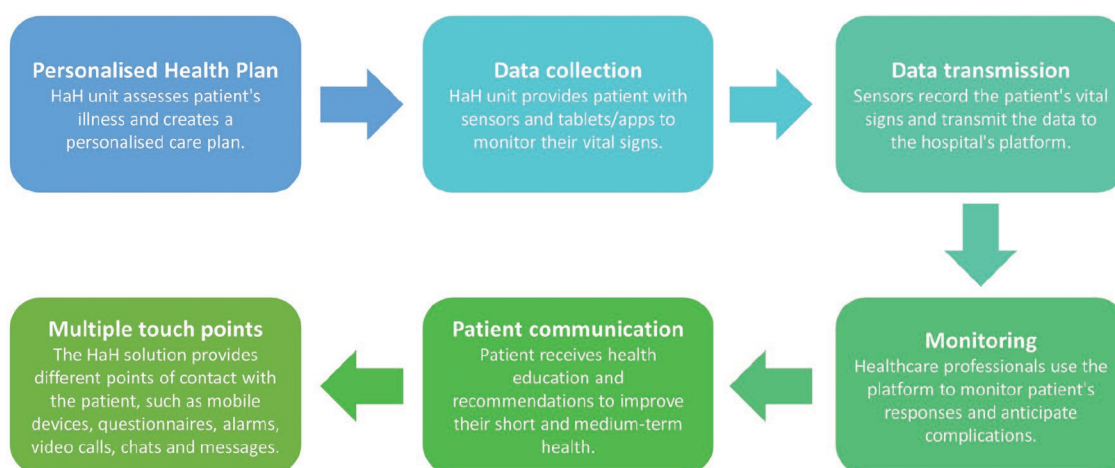 Personalised Health Plan
HaH unit assesses patient's
illness and creates a
personalised care plan.
Data collection
HaH unit provides patient with
sensors and tablets/apps to
monitor their vital signs.
Data transmission
Sensors record the patient's vital
signs and transmit the data to
the hospital's platform.
Monitoring
Healthcare professionals use the
platform to monitor patient's
responses and anticipate
complications.
Patient communication
Patient receives health
education and
recommendations to improve
their short and medium-term
health.
Multiple touch points
The HaH solution provides
different points of contact with
the patient, such as mobile
devices, questionnaires, alarms,
video calls, chats and messages.